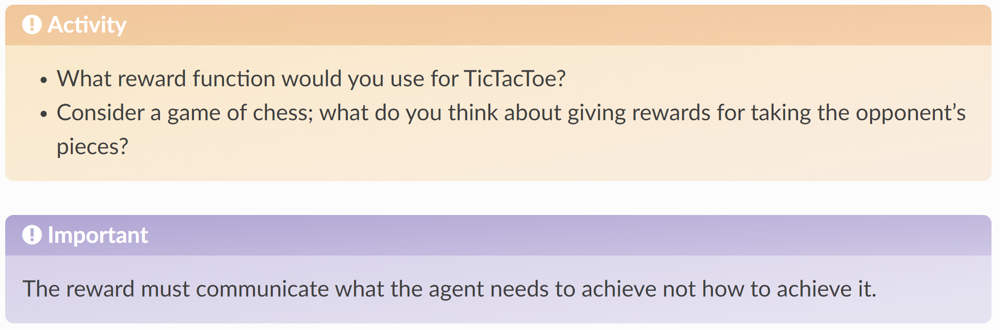 Activity
• What reward function would you use for TicTacToe?
• Consider a game of chess; what do you think about giving rewards for taking the opponent’s
pieces?
Important
The reward must communicate what the agent needs to achieve not how to achieve it.